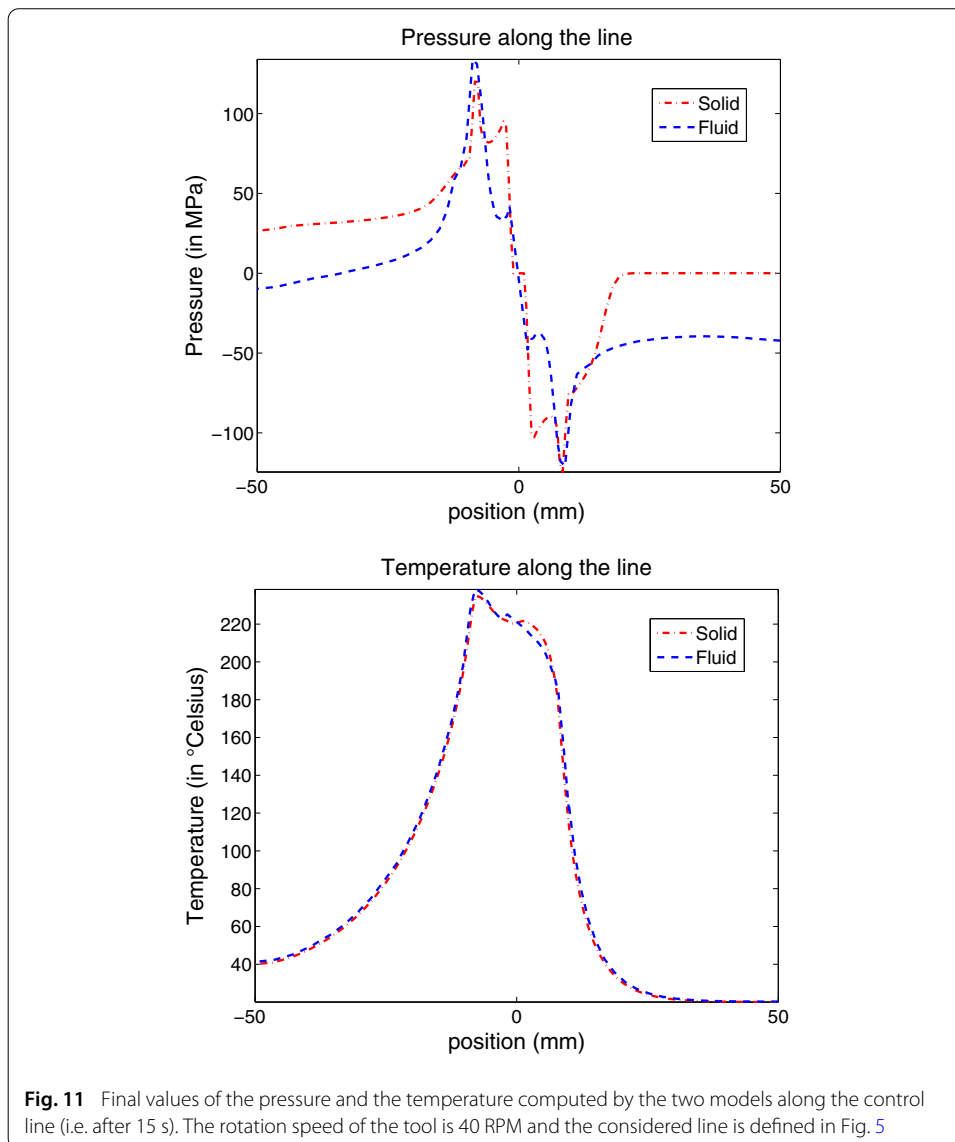 Pressure along the line
Solid
Fluid
Pressure (in MPa)
100
50
0
−50
−100
−50
0
50
position (mm)
Temperature along the line
Solid
Fluid
Temperature (in °Celsius)
220
200
180
160
140
120
100
80
60
40
−50
0
50
position (mm)
Fig. 11 Final values of the pressure and the temperature computed by the two models along the control
line (i.e. after 15 s). The rotation speed of the tool is 40 RPM and the considered line is defined in Fig. 5